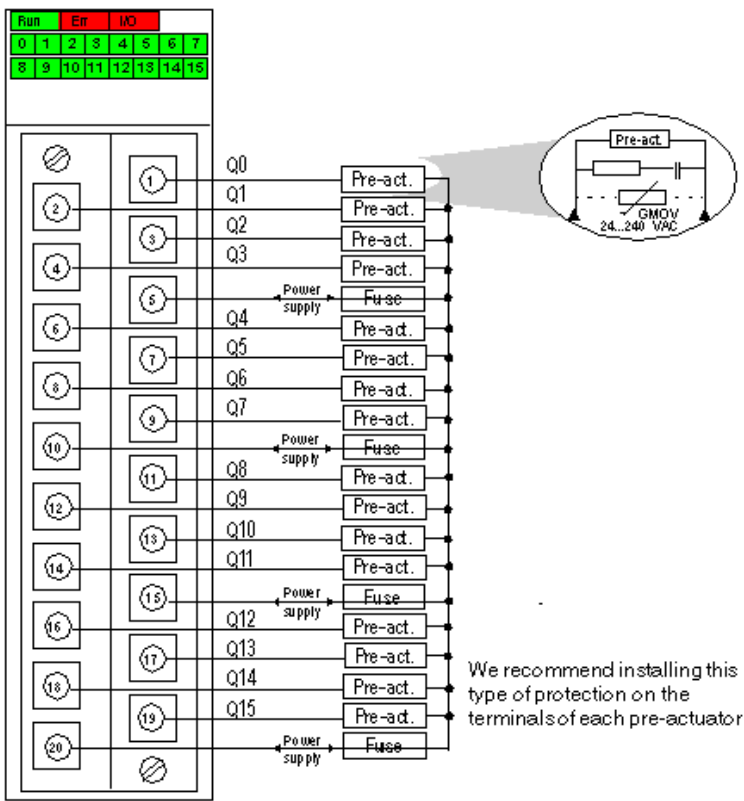 Run Err I/O
0 1 2 3 4 5 6 7
8 9 10 11 12 13 14 15
1 Q0 Pre-act.
2 Q1 Pre-act.
3 Q2 Pre-act.
4 Q3 Pre-act.
5 Power supply Fuse
6 Q4 Pre-act.
7 Q5 Pre-act.
8 Q6 Pre-act.
9 Q7 Pre-act.
10 Power supply Fuse
11 Q8 Pre-act.
12 Q9 Pre-act.
13 Q10 Pre-act.
14 Q11 Pre-act.
15 Power supply Fuse
16 Q12 Pre-act.
17 Q13 Pre-act.
18 Q14 Pre-act.
19 Q15 Pre-act.
20 Power supply Fuse
Pre-act.
GMOV
24...240 VAC
We recommend installing this
type of protection on the
terminals of each pre-actuator